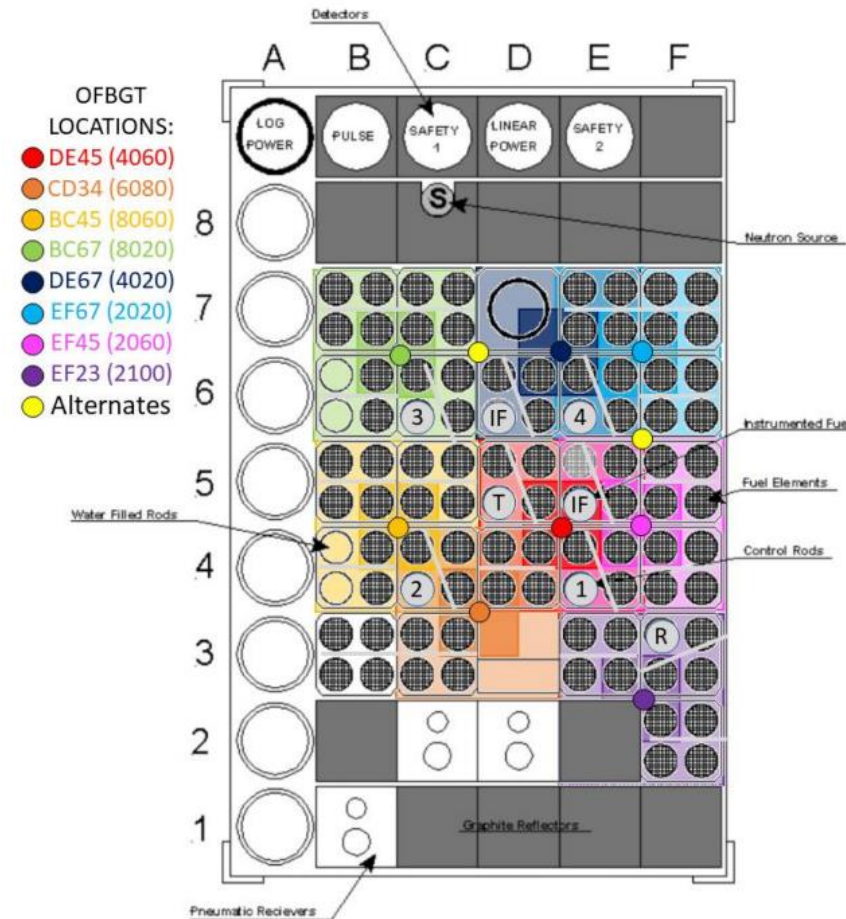 Detectors
A B C D E F
OFBGT
LOCATIONS:
DE45 (4060)
CD34 (6080)
BC45 (8060)
BC67 (8020)
DE67 (4020)
EF67 (2020)
EF45 (2060)
EF23 (2100)
Alternates
LOG
POWER
PULSE
SAFETY
1
LINEAR
POWER
SAFETY
2
8
S
Neutron Source
7
6
3
IF
4
Instrumented Fuel
5
T
IF
Fuel Elements
Water Filled Rods
4
2
1
Control Rods
3
R
2
1
Graphite Reflectors
Pneumatic Recievers